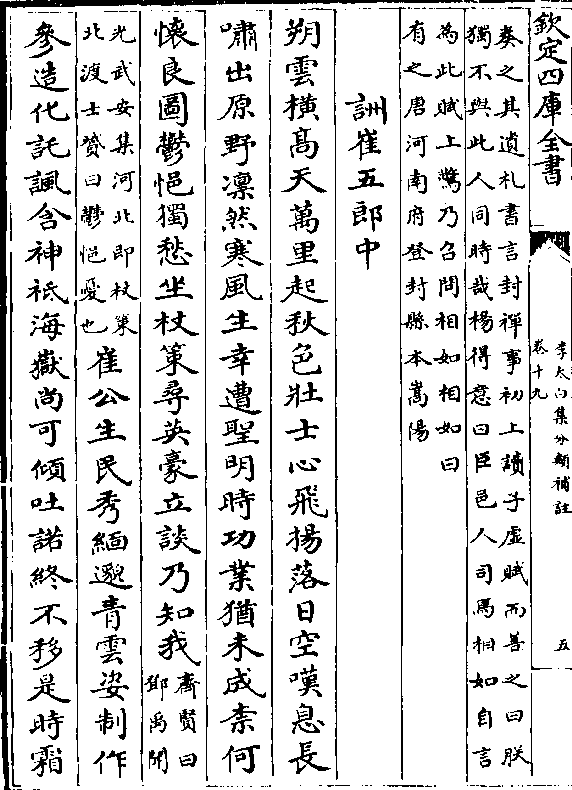 欽定四庫全書
李太白集分類補註
卷十九
五
奏之其遺札書言封禪事初上讀子虛賦而善之曰朕
獨不與此人同時哉楊得意曰臣邑人司馬相如自言
為此賦上驚乃召問相如相如曰
有之唐河南府登封縣本嵩陽
詶崔五郎中
朔雲橫高天萬里起秋色壯士心飛揚落日空嘆息長
嘯出原野凛然寒風生幸遭聖明時功業猶未成柰何
懷良圖鬱悒獨愁坐杖策尋英豪立談乃知我齊賢曰
鄧禹聞
光武安集河北即杖策
北渡士贇曰鬱悒憂也崔公生民秀緬邈青雲姿制作
參造化託諷含神祗海嶽尚可傾吐諾終不移是時霜